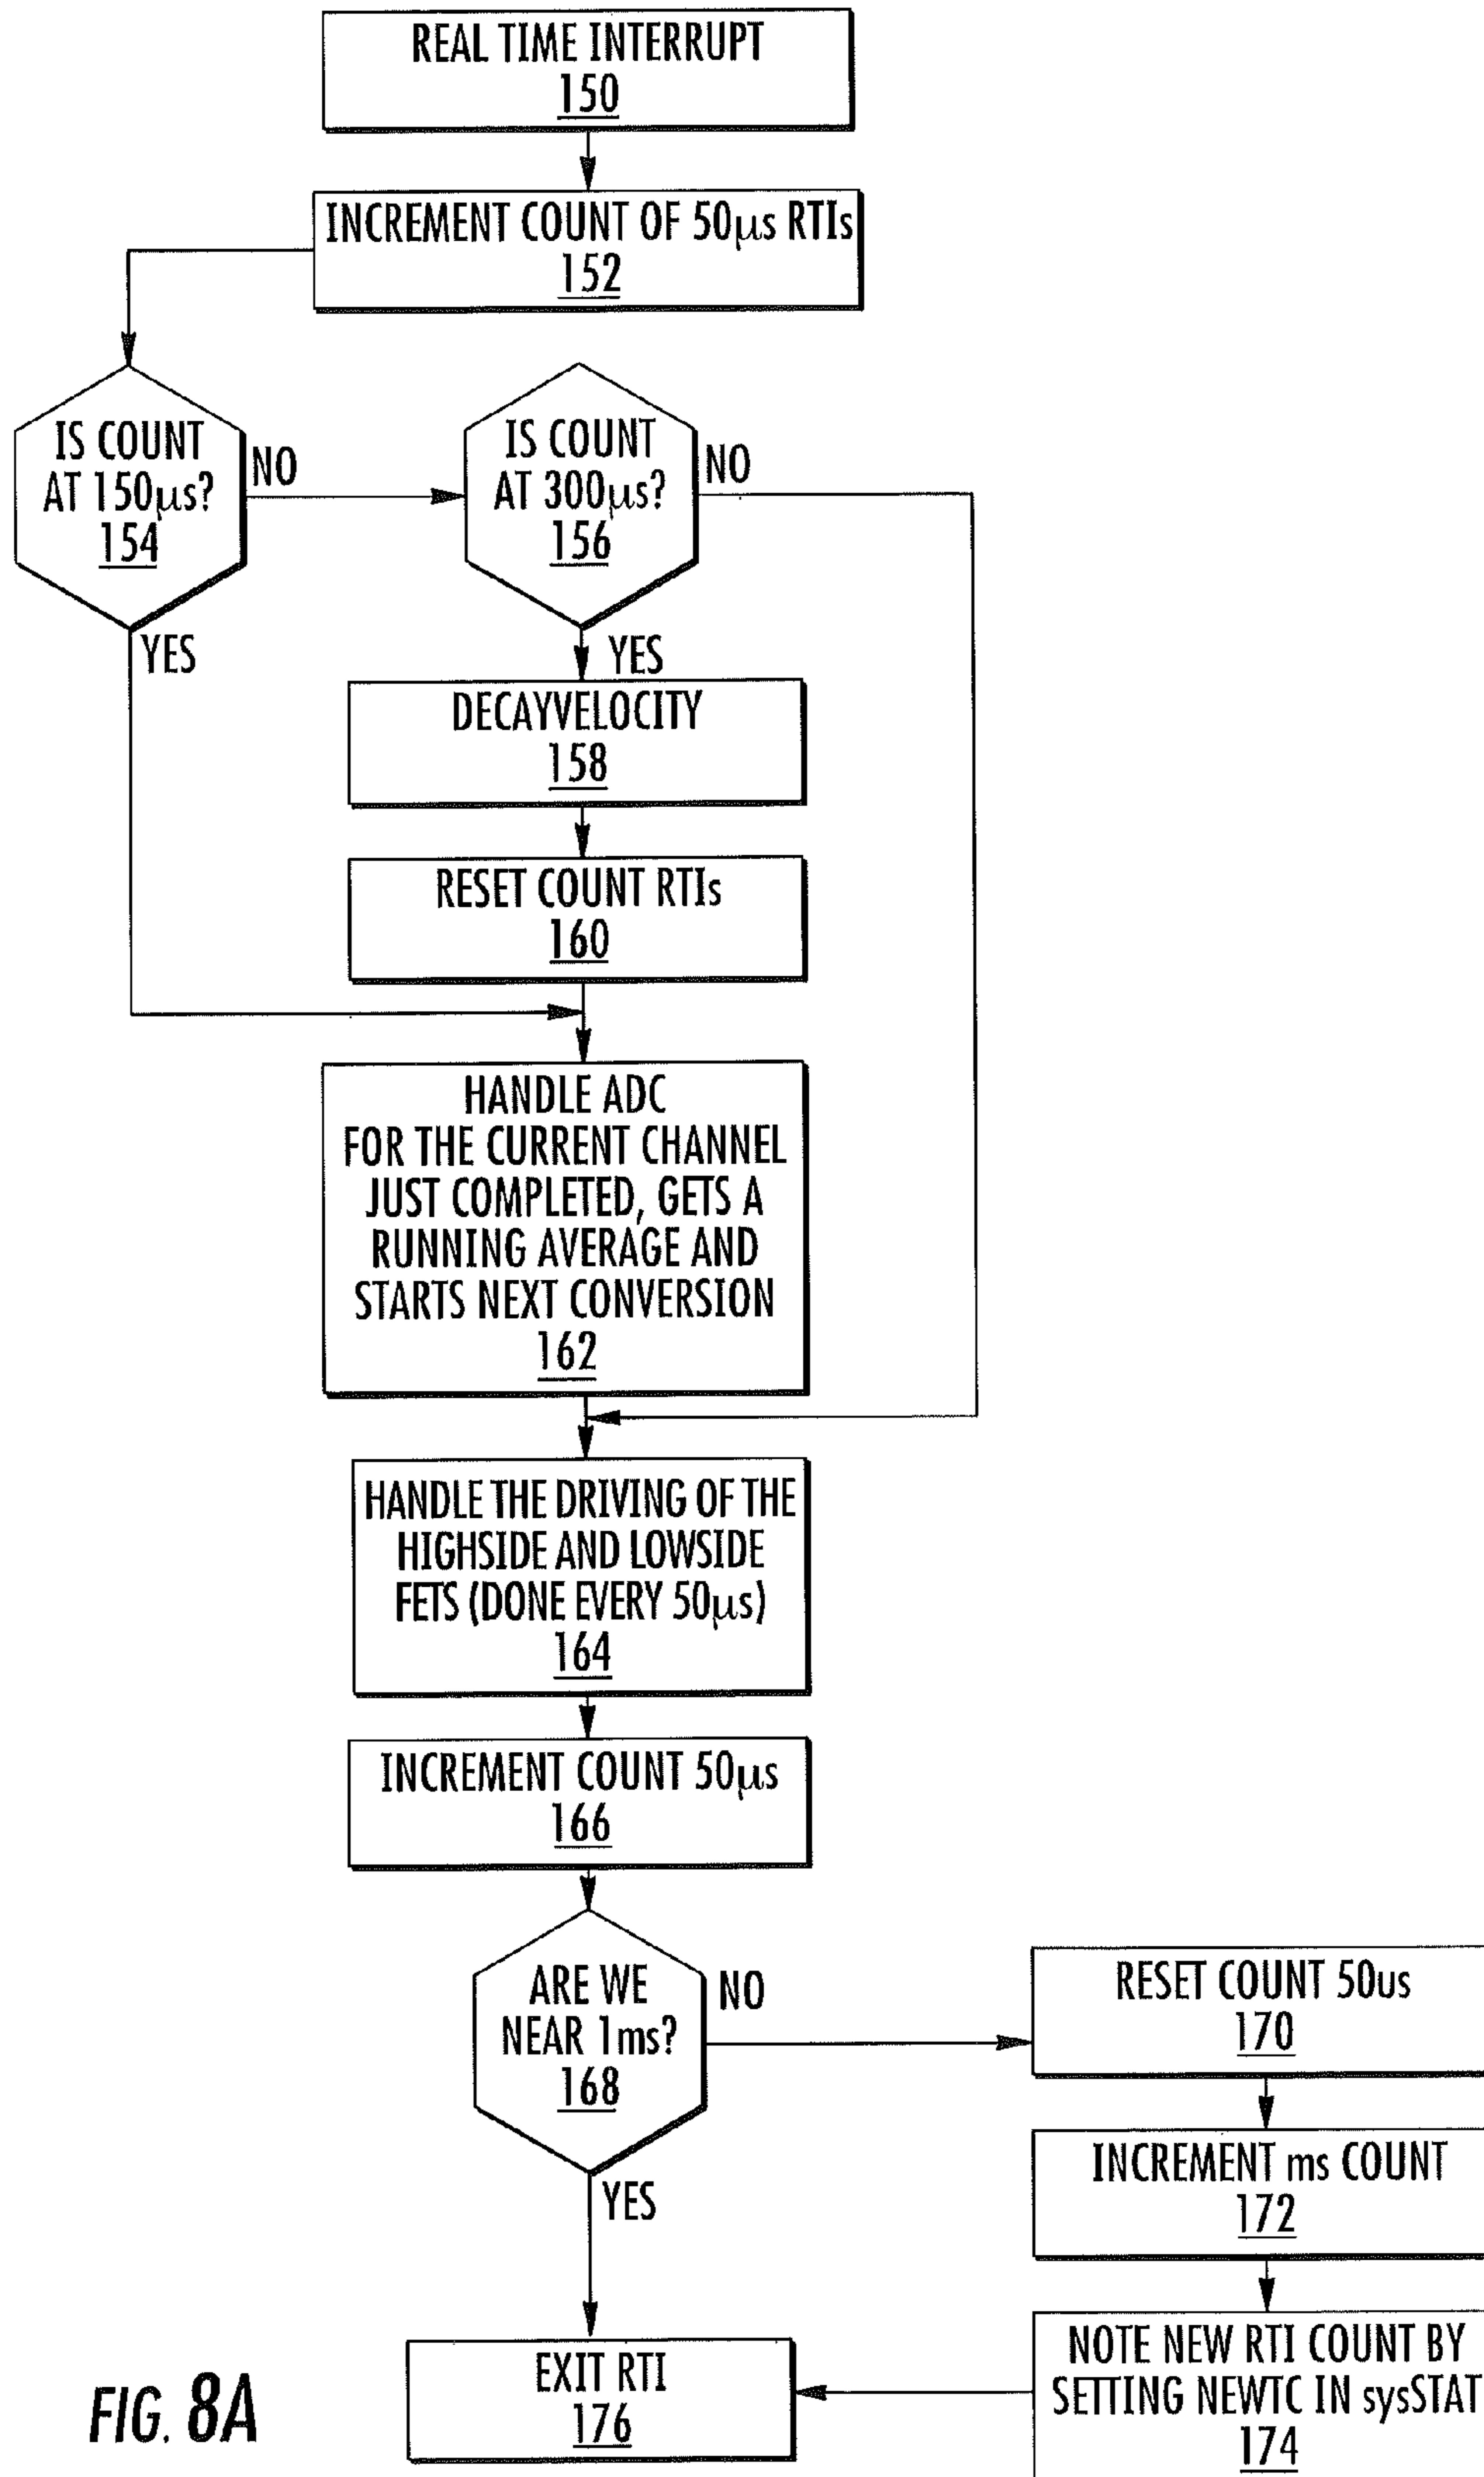 REAL TIME INTERRUPT
150
INCREMENT COUNT OF 50µs RTIs
152
IS COUNT
AT 150µs?
154
NO
YES
IS COUNT
AT 300µs?
156
NO
YES
DECAYVELOCITY
158
RESET COUNT RTIs
160
HANDLE ADC
FOR THE CURRENT CHANNEL
JUST COMPLETED, GETS A
RUNNING AVERAGE AND
STARTS NEXT CONVERSION
162
HANDLE THE DRIVING OF THE
HIGHSIDE AND LOWSIDE
FETS (DONE EVERY 50µs)
164
INCREMENT COUNT 50µs
166
ARE WE
NEAR 1ms?
168
NO
YES
RESET COUNT 50us
170
INCREMENT ms COUNT
172
NOTE NEW RTI COUNT BY
SETTING NEWTC IN sysSTAT
174
EXIT RTI
176
FIG. 8A